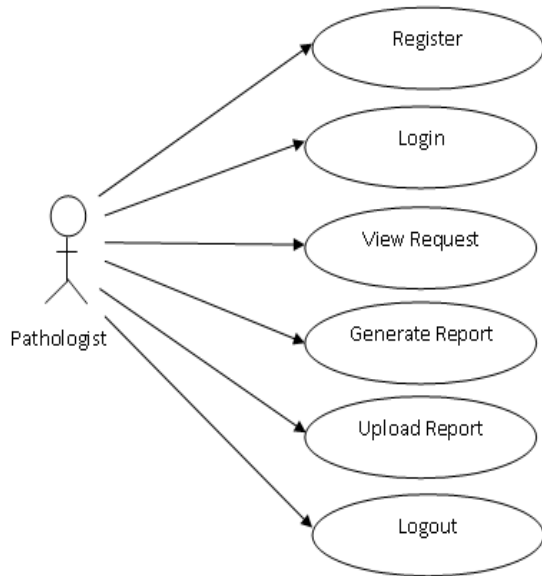 Register
Login
View Request
Generate Report
Pathologist
Upload Report
Logout